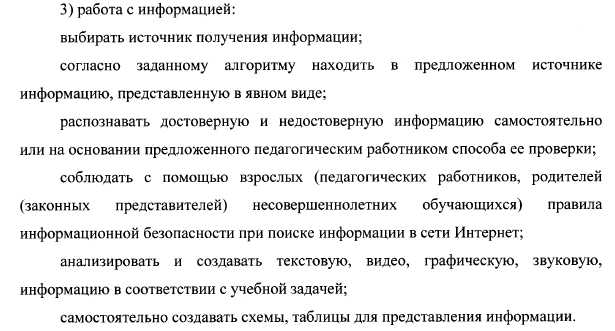 3) работа с информацией:
выбирать источник получения информации;
согласно заданному алгоритму находить в предложенном источнике
информацию, представленную в явном виде;
распознавать достоверную и недостоверную информацию самостоятельно
или на основании предложенного педагогическим работником способа ее проверки;
соблюдать с помощью взрослых (педагогических работников, родителей
(законных представителей) несовершеннолетних обучающихся) правила
информационной безопасности при поиске информации в сети Интернет;
анализировать и создавать текстовую, видео, графическую, звуковую,
информацию в соответствии с учебной задачей;
самостоятельно создавать схемы, таблицы для представления информации.